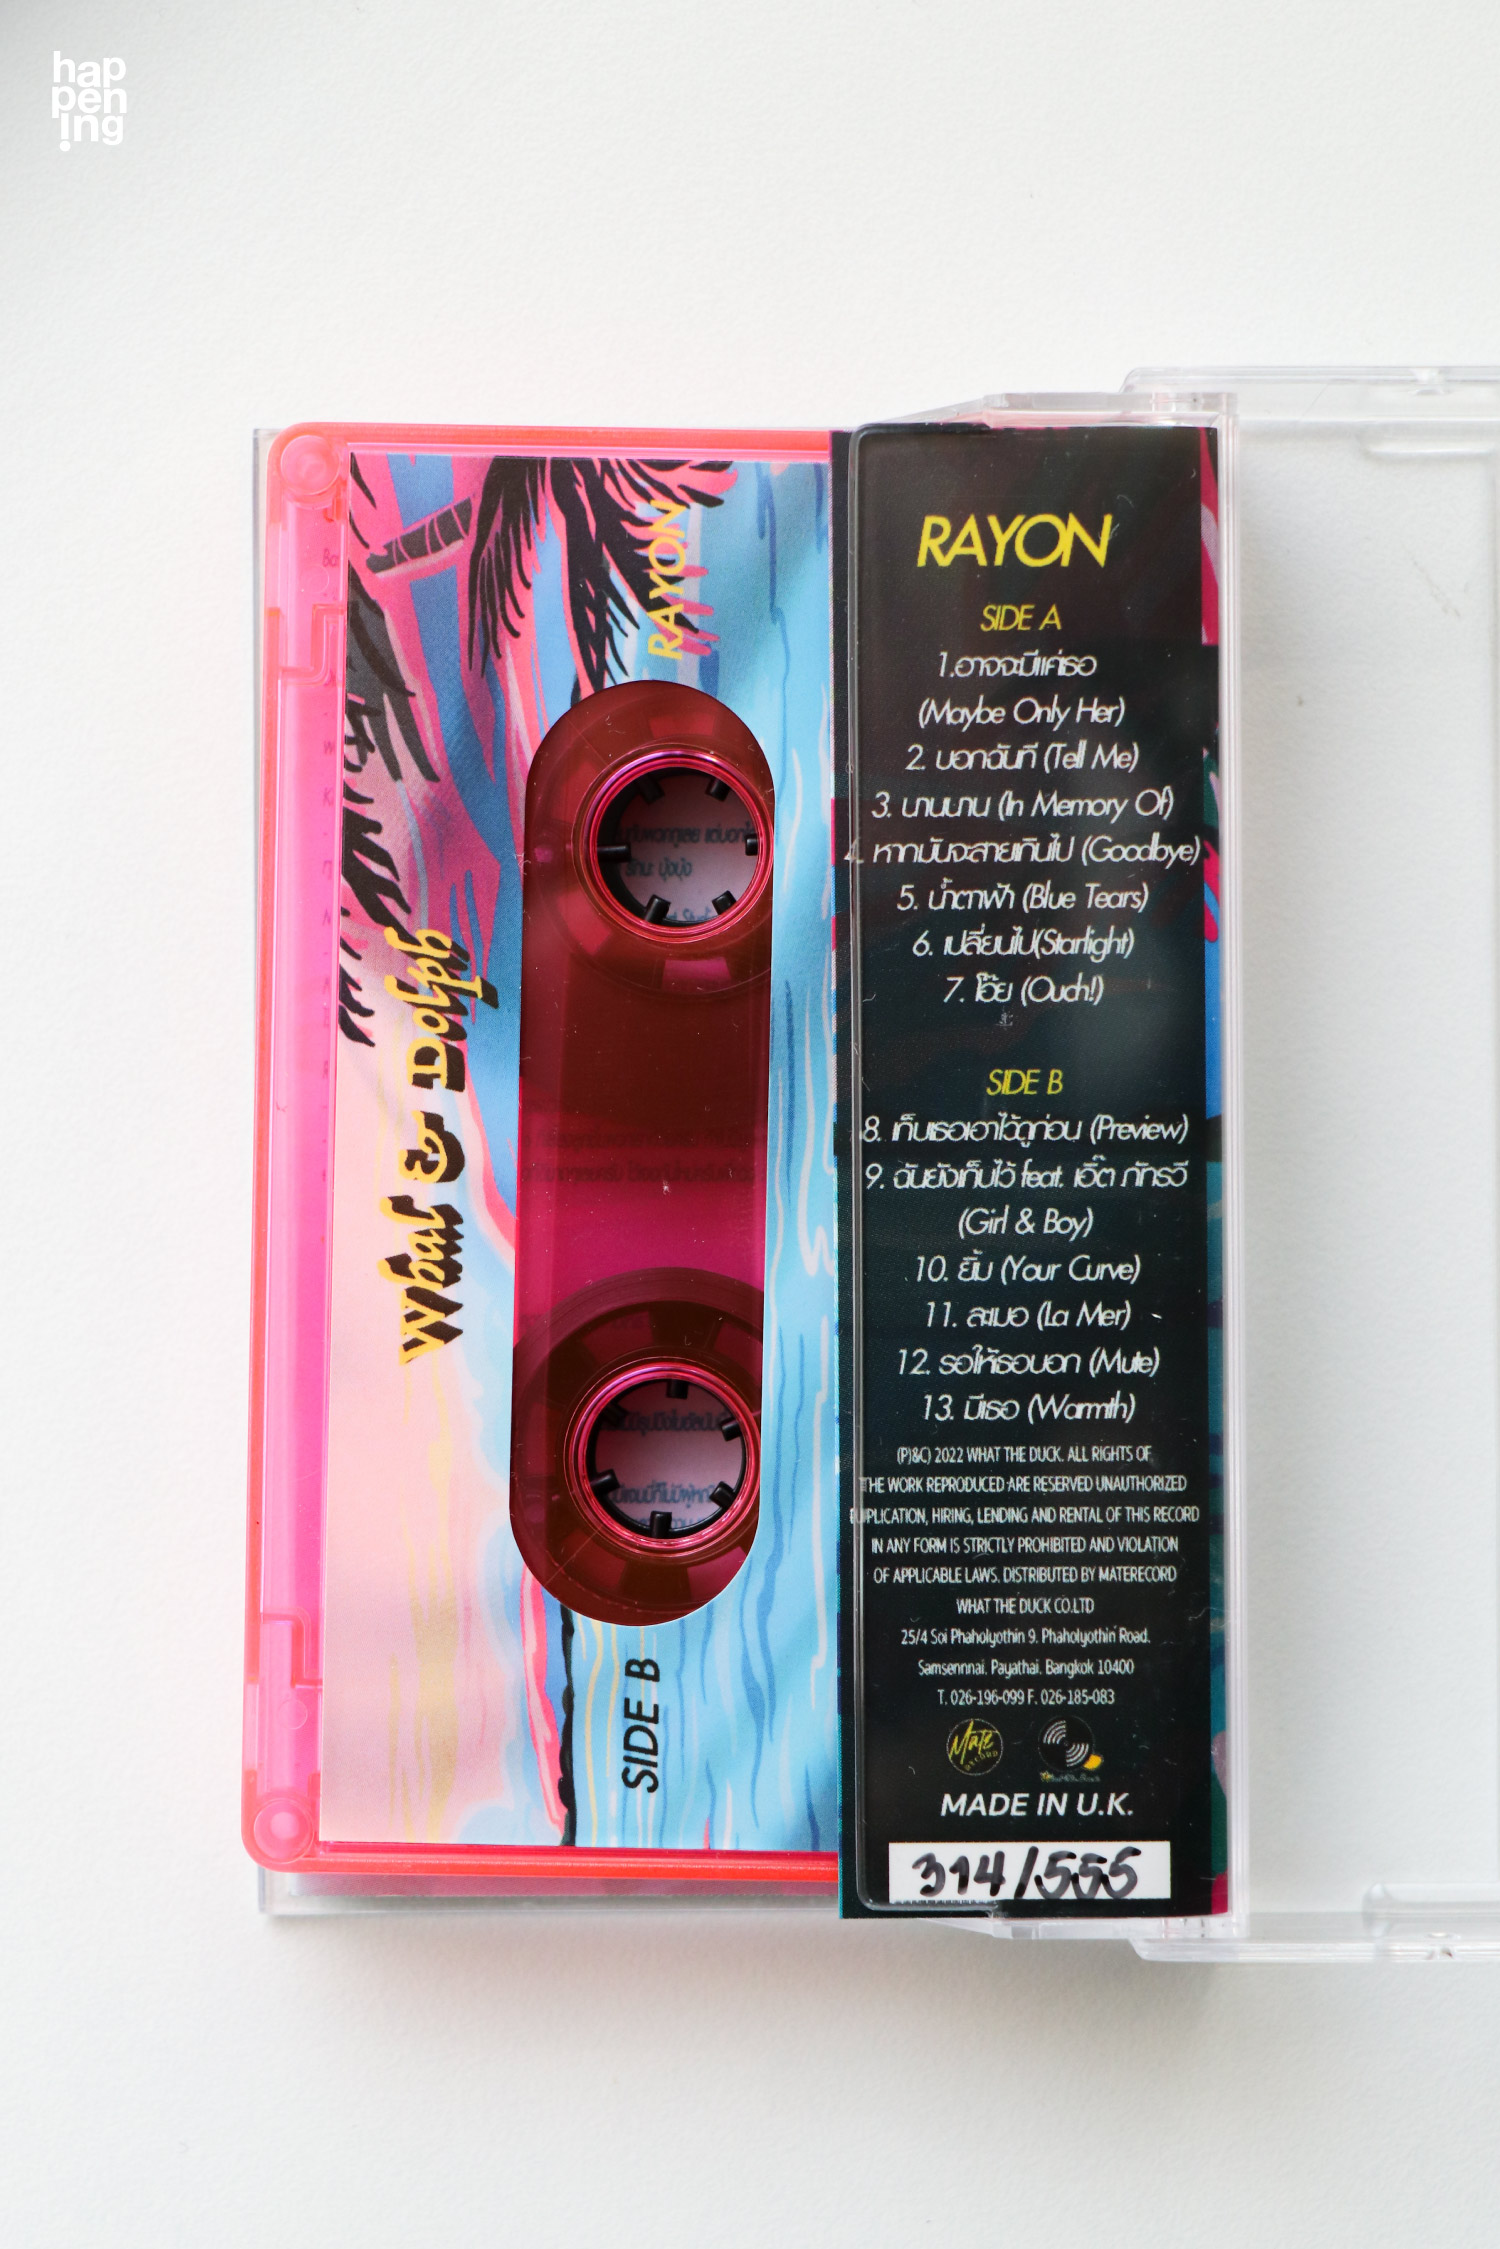 hap
pen
ing
Whal & Dolph
RAYON
SIDE B
RAYON
SIDE A
1.อาจจะมีแค่เธอ
(Maybe Only Her)
2. บอกฉันที (Tell Me)
3. นานนาน (In Memory Of)
4. หากมันจะสายเกินไป (Goodbye)
5. น้ำตาฟ้า (Blue Tears)
6. เปลี่ยนไป(Starlight)
7. โอ๊ย (Ouch!)
SIDE B
8. เก็บเธอเอาไว้ดูก่อน (Preview)
9. ฉันยังเก็บไว้ feat. เอิ๊ต ภัทรวี
(Girl & Boy)
10. ยิ้ม (Your Curve)
11. ละเมอ (La Mer)
12. รอให้เธอบอก (Mute)
13. มีเธอ (Warmth)
(P)&C) 2022 WHAT THE DUCK. ALL RIGHTS OF
THE WORK REPRODUCED ARE RESERVED UNAUTHORIZED
DUPLICATION, HIRING, LENDING AND RENTAL OF THIS RECORD
IN ANY FORM IS STRICTLY PROHIBITED AND VIOLATION
OF APPLICABLE LAWS. DISTRIBUTED BY MATERECORD
WHAT THE DUCK CO.LTD
25/4 Soi Phaholyothin 9. Phaholyothin Road.
Samsennnai. Payathai. Bangkok 10400
T. 026-196-099 F. 026-185-083
Mate
RECORD
MADE IN U.K.
314/555